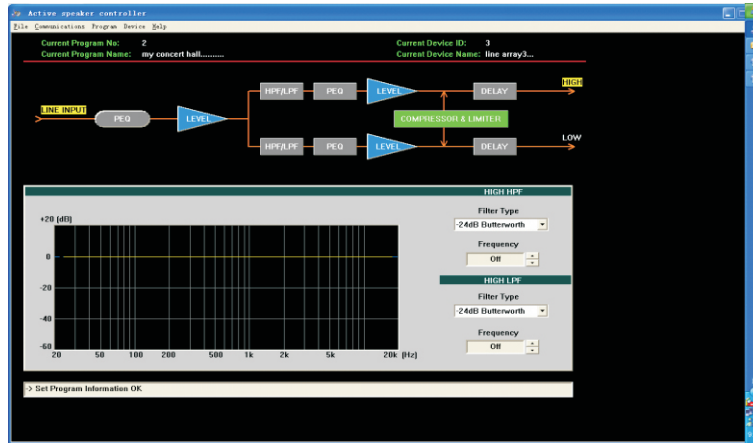 Active speaker controller
File Communications Program Device Help
Current Program No: 2
Current Device ID: 3
Current Program Name: my concert hall..........
Current Device Name: line array3...
HIGH
HPF/LPF PEQ LEVEL DELAY
LINE INPUT
PEQ LEVEL
COMPRESSOR & LIMITER
LOW
HPF/LPF PEQ LEVEL DELAY
HIGH HPF
Filter Type
-24dB Butterworth
Frequency
Off
HIGH LPF
Filter Type
-24dB Butterworth
Frequency
Off
+20 (dB)
0
-20
-40
-60
20 50 100 200 500 1k 2k 5k 20k (Hz)
-> Set Program Information OK